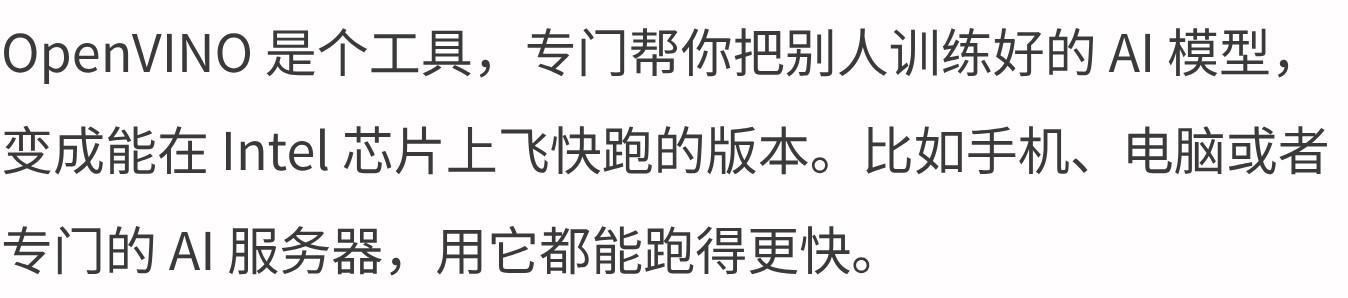 OpenVINO 是个工具，专门帮你把别人训练好的 AI 模型，
变成能在 Intel 芯片上飞快跑的版本。比如手机、电脑或者
专门的 AI 服务器，用它都能跑得更快。